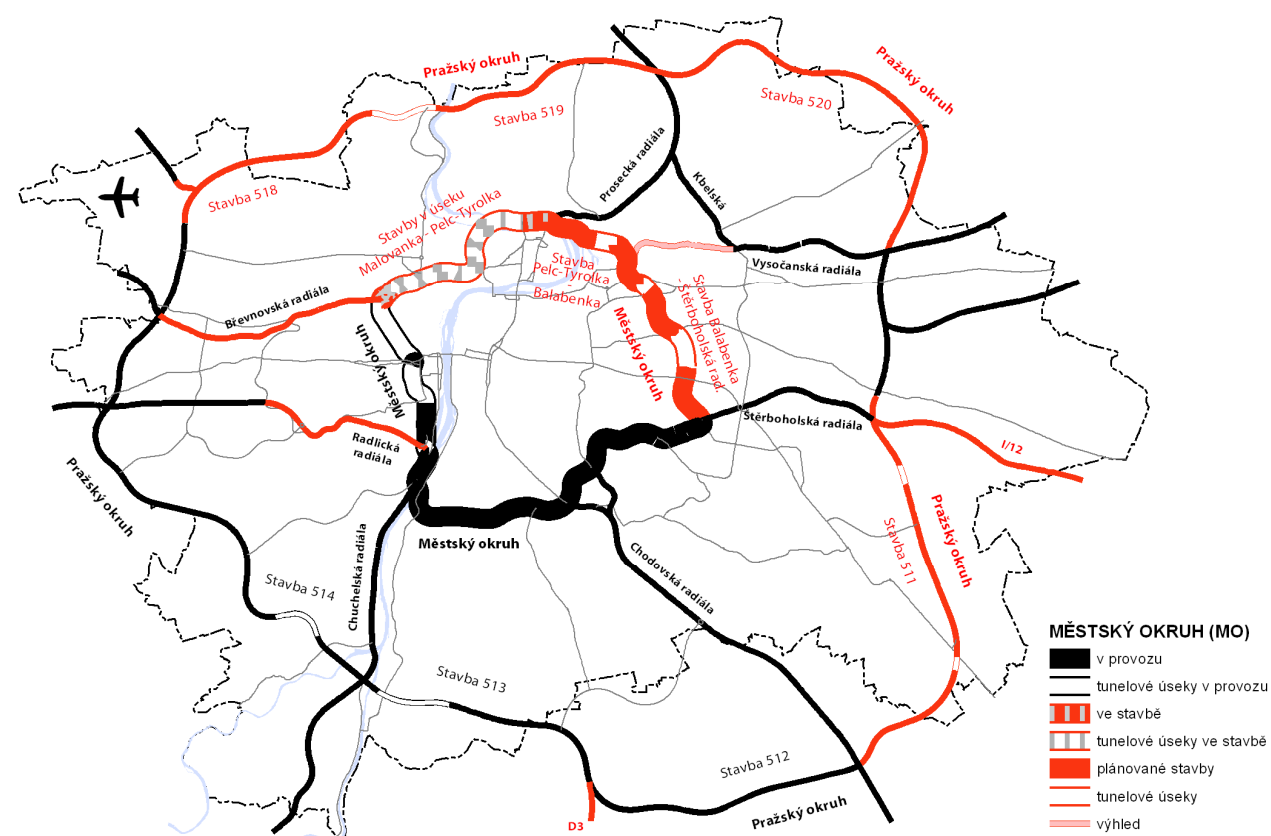 Pražský okruh
Stavba 519
Pražský okruh
Stavba 520
Prosecká radiála
Kbelská
Stavba 518
Stavby v úseku
Malovanka - Pelc-Tyrolka
Stavba
Pelc-Tyrolka
- Balabenka
Vysočanská radiála
Břevnovská radiála
Městský okruh
Městský okruh
Stavba Balabenka
- Štěrboholská rad.
Štěrboholská radiála
Radlická
radiála
I/12
Pražský okruh
Městský okruh
Pražský okruh
Stavba 511
Chodovská radiála
Chuchelská radiála
Stavba 514
Stavba 513
Stavba 512
Pražský okruh
D3
MĚSTSKÝ OKRUH (MO)
v provozu
tunelové úseky v provozu
ve stavbě
tunelové úseky ve stavbě
plánované stavby
tunelové úseky
výhled